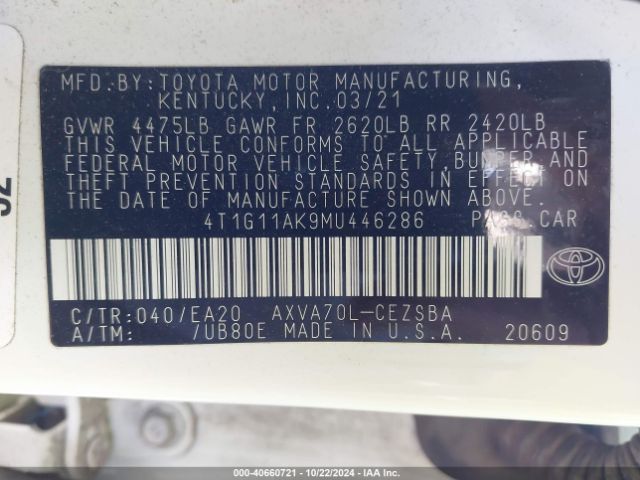 MFD. BY: TOYOTA MOTOR MANUFACTURING,
KENTUCKY, INC. 03/21
GVWR 4475LB GAWR FR 2620LB RR 2420LB
THIS VEHICLE CONFORMS TO ALL APPLICABLE
FEDERAL MOTOR VEHICLE SAFETY, BUMPER, AND
THEFT PREVENTION STANDARDS IN EFFECT ON
THE DATE OF MANUFACTURE SHOWN ABOVE.
4T1G11AK9MU446286 PASS CAR
C/TR: 040/EA20 AXVA70L-CEZSBA
A/TM: /UB80E MADE IN U.S.A. 20609
000-40660721 | 10/22/2024 | IAA Inc.